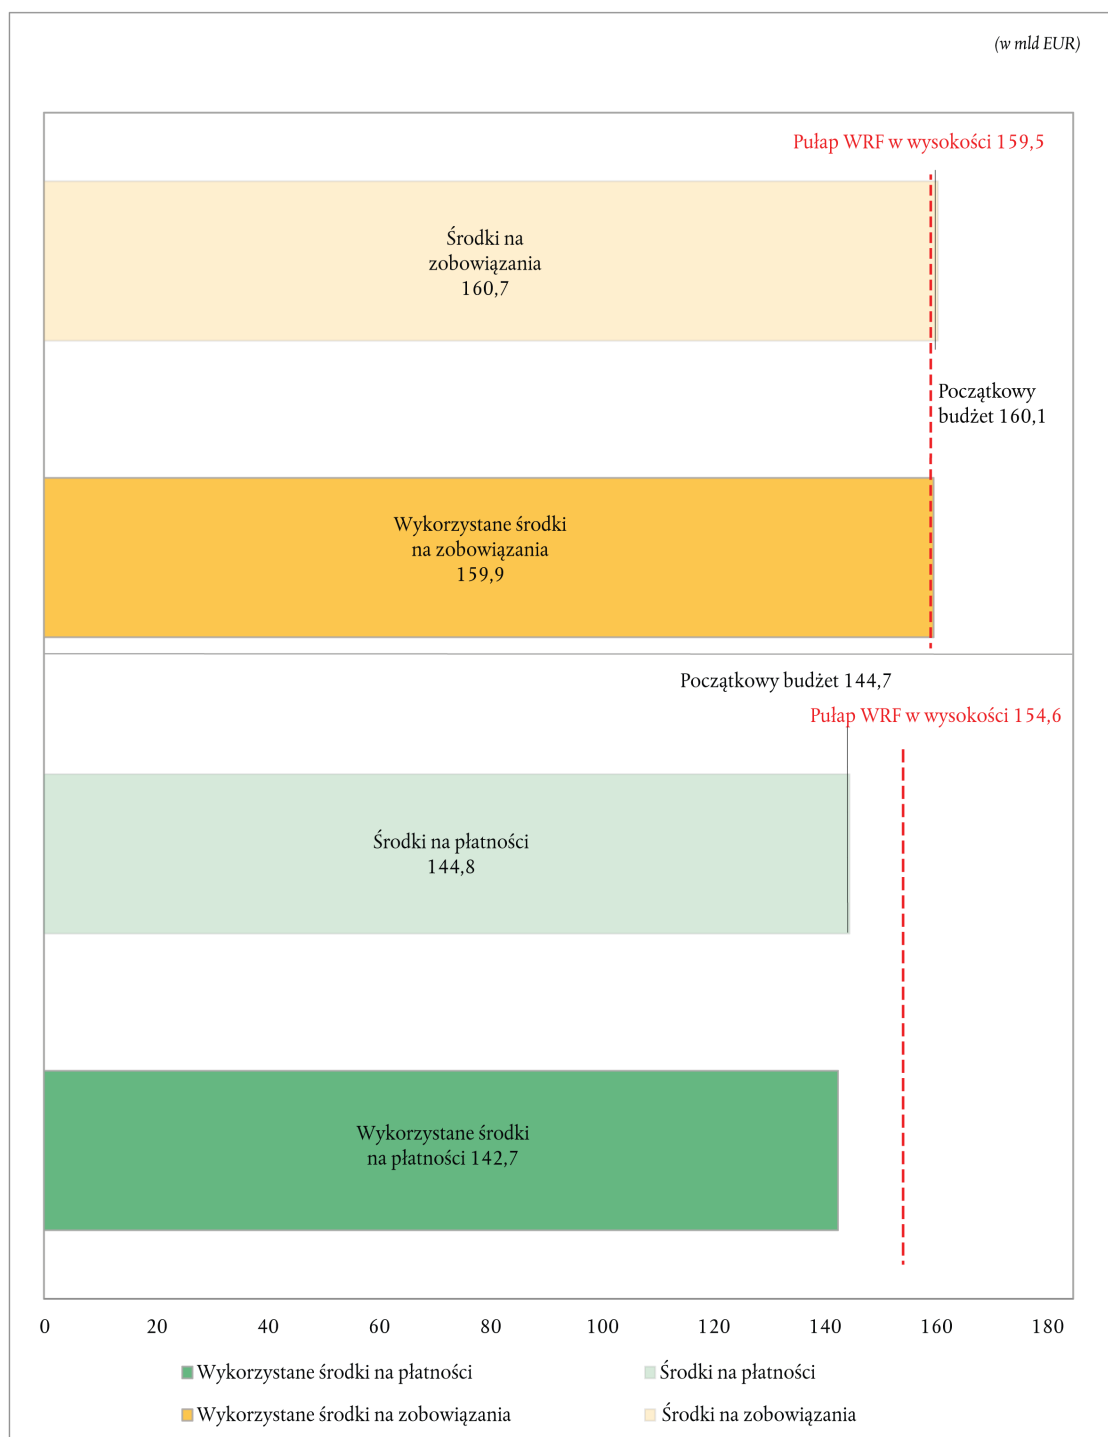 (w mld EUR)
Pułap WRF w wysokości 159,5
Środki na
zobowiązania
160,7
Początkowy
budżet 160,1
Wykorzystane środki
na zobowiązania
159,9
Początkowy budżet 144,7
Pułap WRF w wysokości 154,6
Środki na płatności
144,8
Wykorzystane środki
na płatności 142,7
0 20 40 60 80 100 120 140 160 180
Wykorzystane środki na płatności Środki na płatności
Wykorzystane środki na zobowiązania Środki na zobowiązania